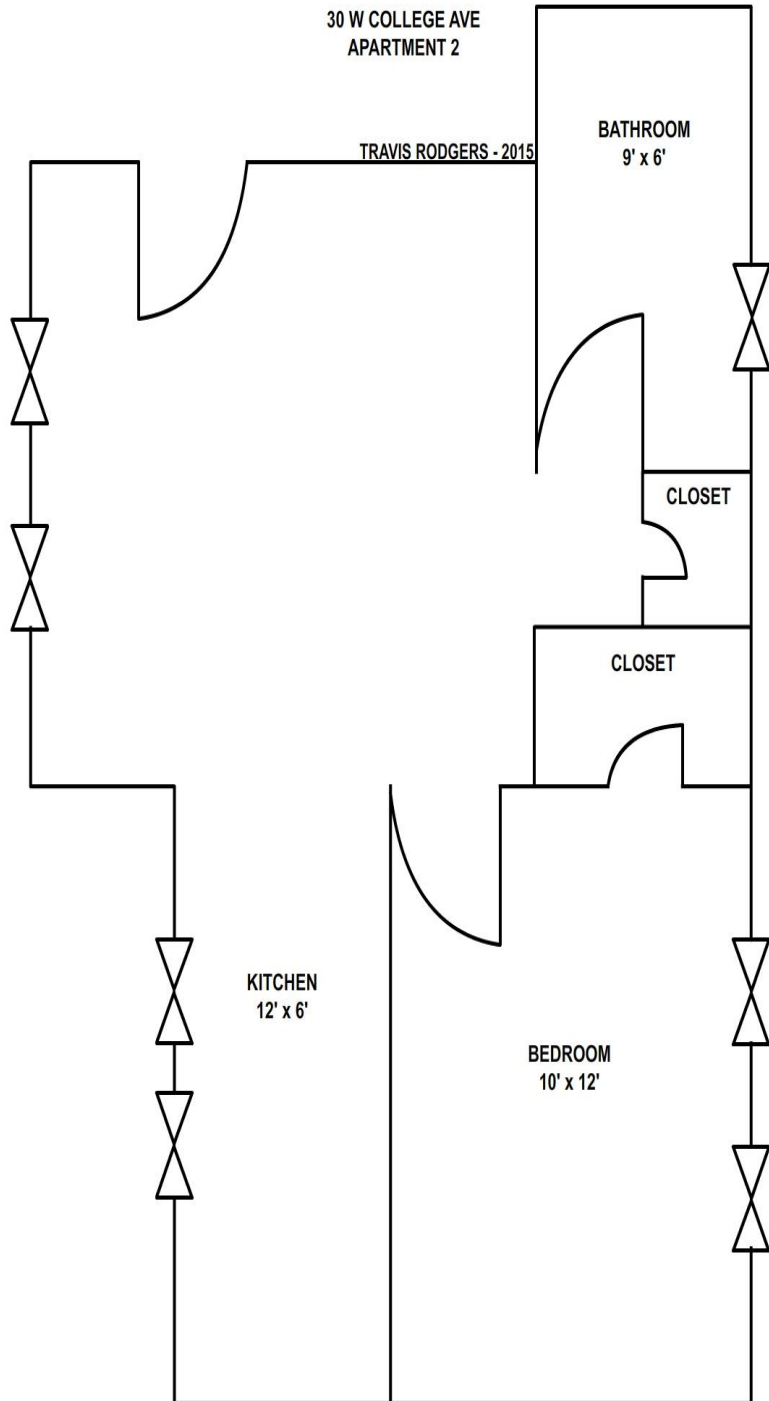 30 W COLLEGE AVE
APARTMENT 2
BATHROOM
9' x 6'
TRAVIS RODGERS - 2015
CLOSET
CLOSET
KITCHEN
12' x 6'
BEDROOM
10' x 12'